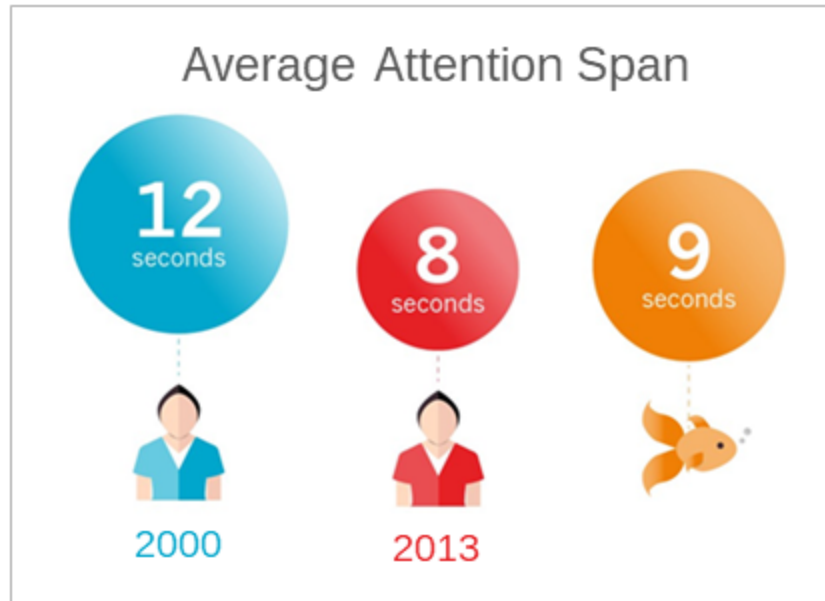 Average Attention Span
12
seconds
8
seconds
9
seconds
2000
2013